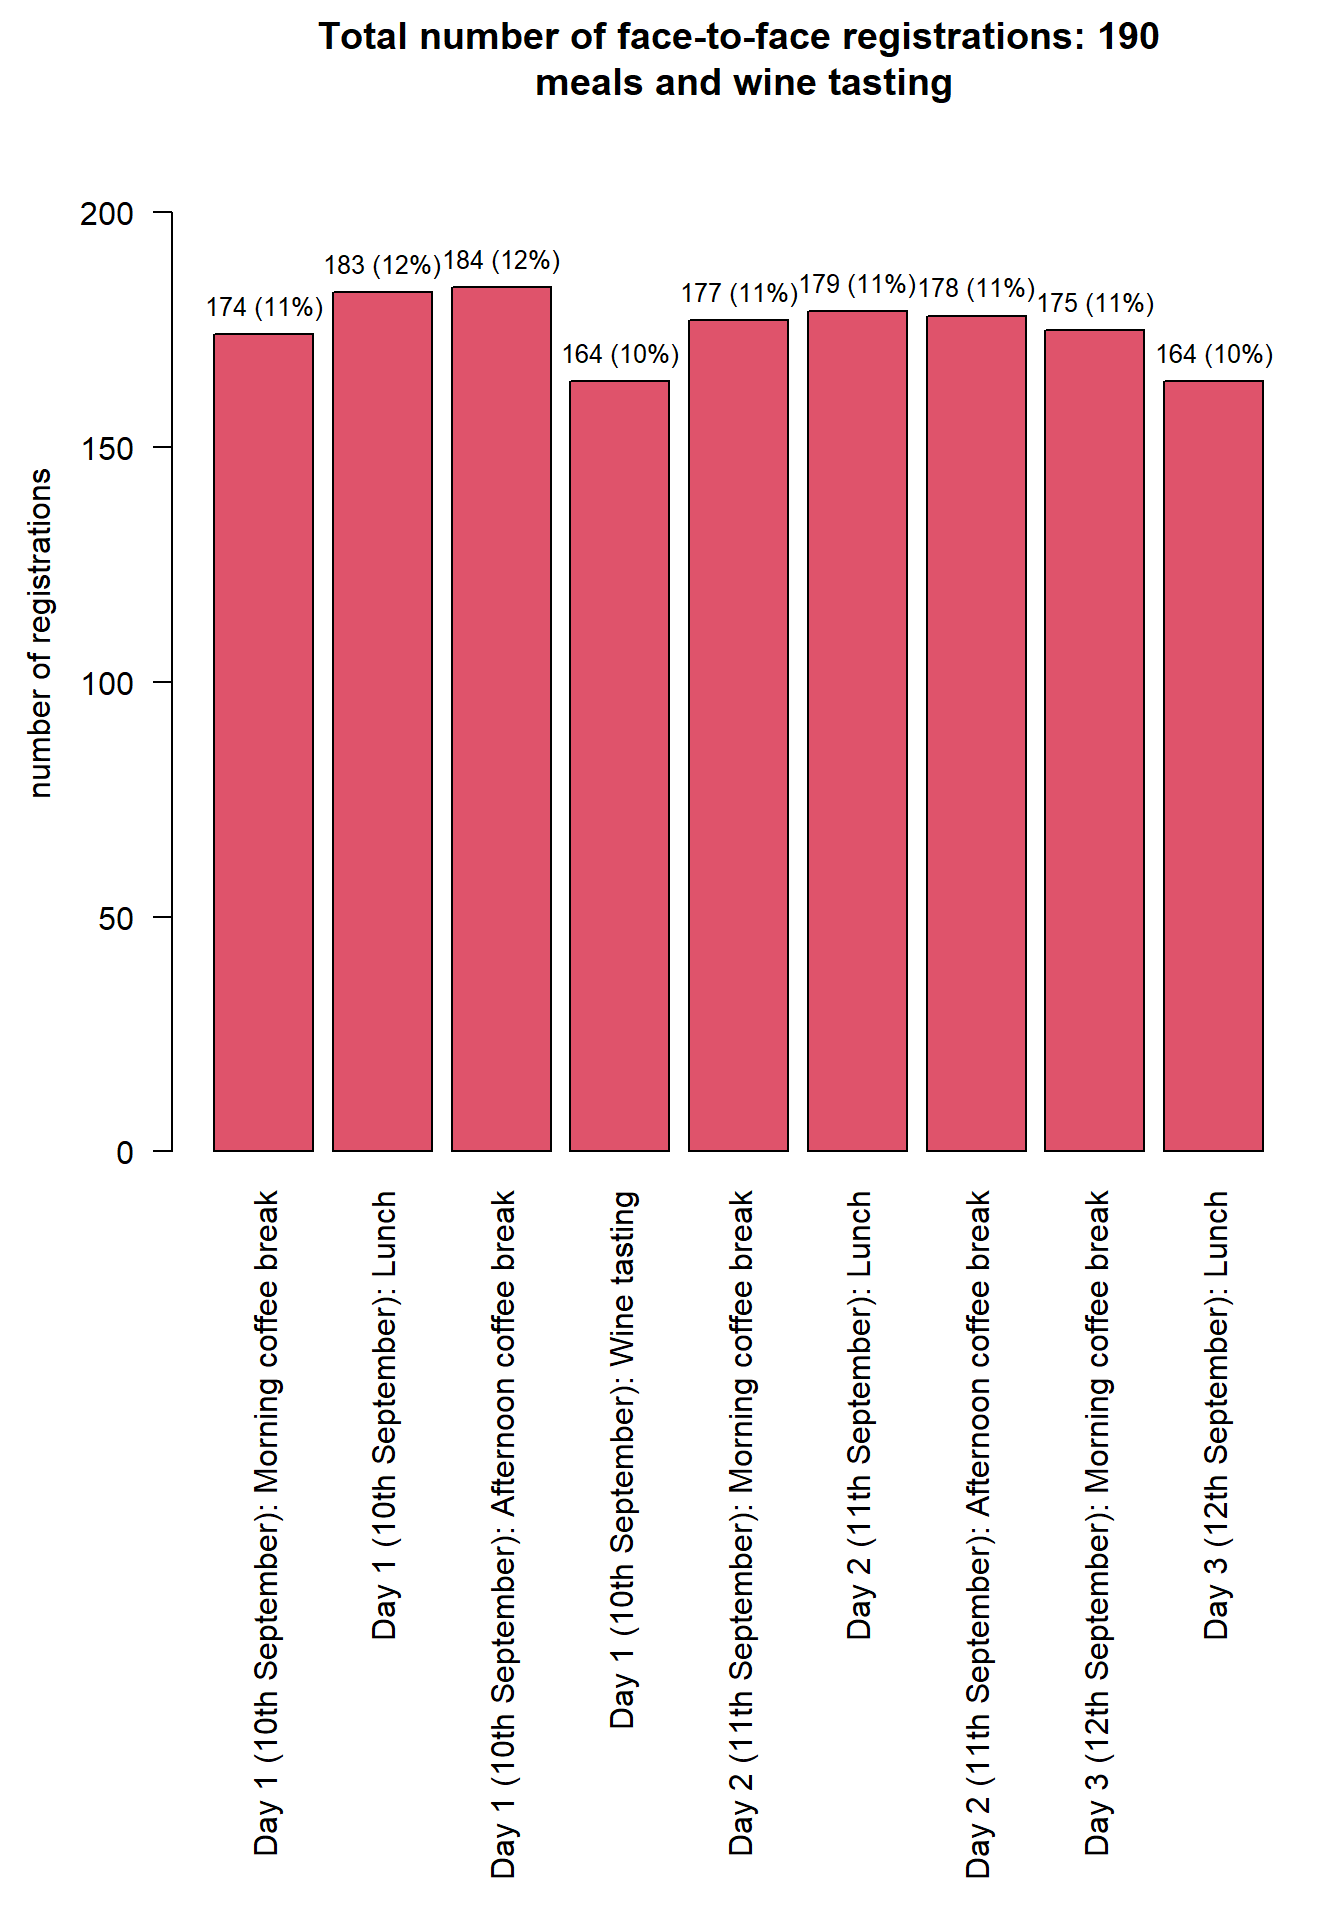 Total number of face-to-face registrations: 190
meals and wine tasting
number of registrations
200
150
100
50
0
174 (11%)
183 (12%)
184 (12%)
164 (10%)
177 (11%)
179 (11%)
178 (11%)
175 (11%)
164 (10%)
Day 1 (10th September): Morning coffee break
Day 1 (10th September): Lunch
Day 1 (10th September): Afternoon coffee break
Day 1 (10th September): Wine tasting
Day 2 (11th September): Morning coffee break
Day 2 (11th September): Lunch
Day 2 (11th September): Afternoon coffee break
Day 3 (12th September): Morning coffee break
Day 3 (12th September): Lunch